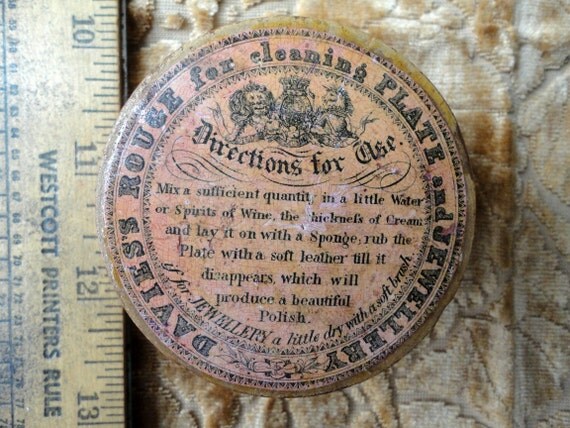 DAVIES'S ROUGE for cleaning PLATE and JEWELLERY
Directions for Use
Mix a sufficient quantity in a little Water
or Spirits of Wine, the thickness of Cream
and lay it on with a Sponge, rub the
Plate with a soft leather till it
disappears, which will
produce a beautiful
Polish.
if for JEWELLERY a little dry with a soft brush
10
11
12
13
WESTCOTT PRINTERS RULE